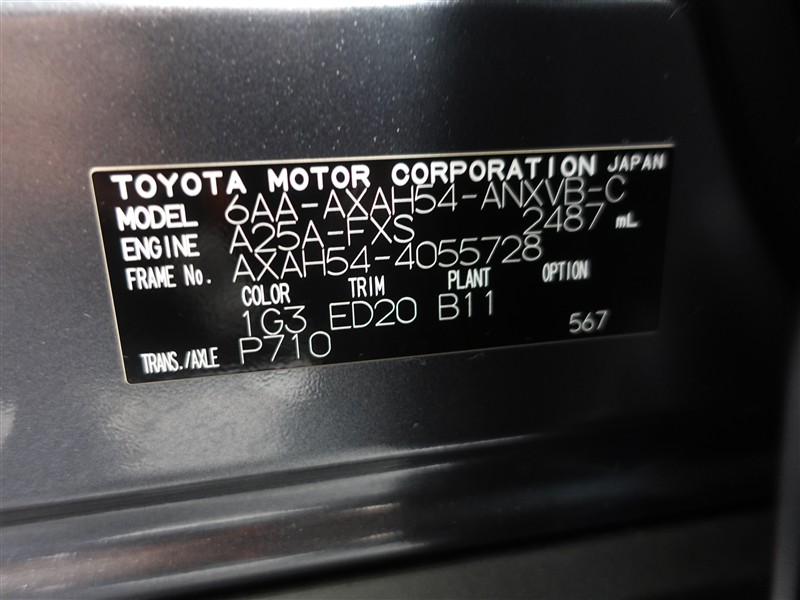 TOYOTA MOTOR CORPORATION JAPAN
MODEL 6AA-AXAH54-ANXVB-C
ENGINE A25A-FXS 2487 mL
FRAME No. AXAH54-4055728
COLOR TRIM PLANT OPTION
1G3 ED20 B11
TRANS./AXLE P710 567